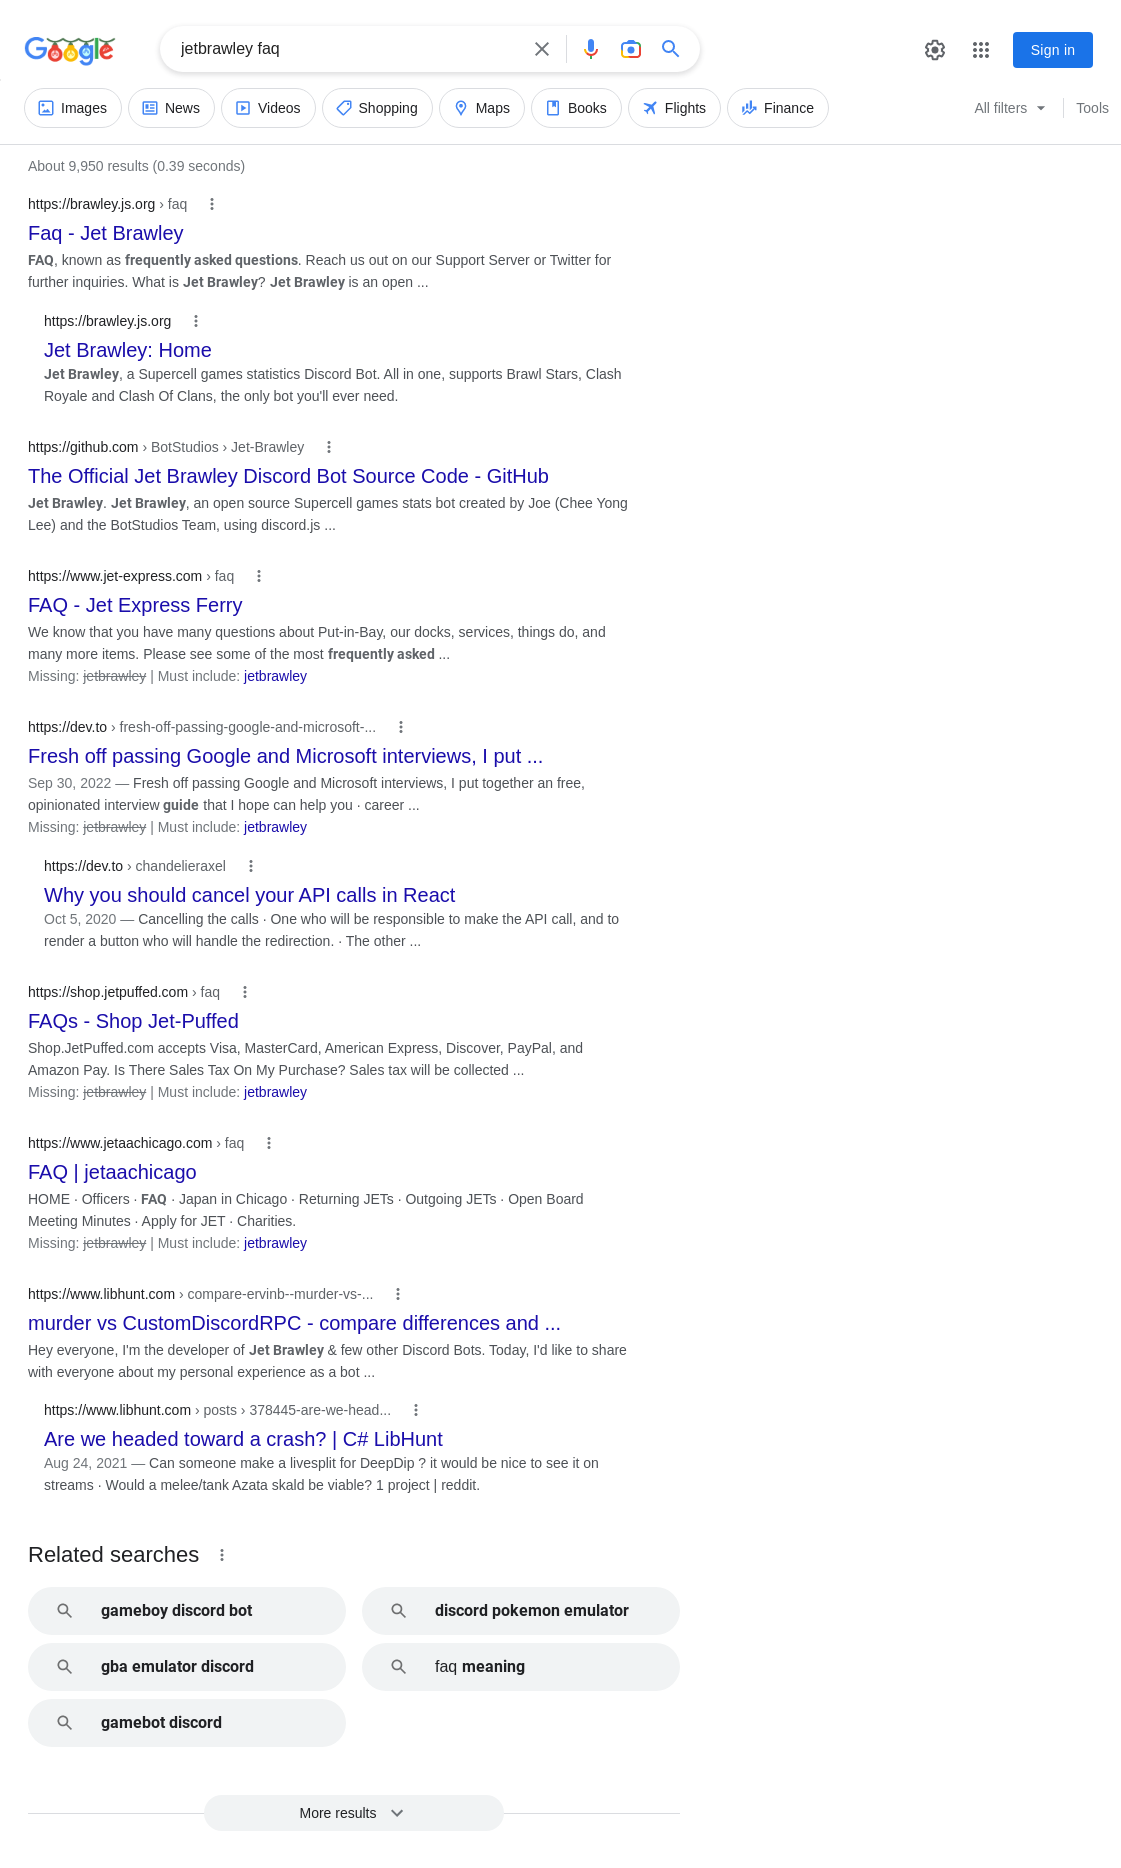 Google
jetbrawley faq
Sign in
Images
News
Videos
Shopping
Maps
Books
Flights
Finance
All filters
Tools
About 9,950 results (0.39 seconds)
https://brawley.js.org › faq
Faq - Jet Brawley
FAQ, known as frequently asked questions. Reach us out on our Support Server or Twitter for
further inquiries. What is Jet Brawley? Jet Brawley is an open ...
https://brawley.js.org
Jet Brawley: Home
Jet Brawley, a Supercell games statistics Discord Bot. All in one, supports Brawl Stars, Clash
Royale and Clash Of Clans, the only bot you'll ever need.
https://github.com › BotStudios › Jet-Brawley
The Official Jet Brawley Discord Bot Source Code - GitHub
Jet Brawley. Jet Brawley, an open source Supercell games stats bot created by Joe (Chee Yong
Lee) and the BotStudios Team, using discord.js ...
https://www.jet-express.com › faq
FAQ - Jet Express Ferry
We know that you have many questions about Put-in-Bay, our docks, services, things do, and
many more items. Please see some of the most frequently asked ...
Missing: jetbrawley | Must include: jetbrawley
https://dev.to › fresh-off-passing-google-and-microsoft-...
Fresh off passing Google and Microsoft interviews, I put ...
Sep 30, 2022 — Fresh off passing Google and Microsoft interviews, I put together an free,
opinionated interview guide that I hope can help you · career ...
Missing: jetbrawley | Must include: jetbrawley
https://dev.to › chandelieraxel
Why you should cancel your API calls in React
Oct 5, 2020 — Cancelling the calls · One who will be responsible to make the API call, and to
render a button who will handle the redirection. · The other ...
https://shop.jetpuffed.com › faq
FAQs - Shop Jet-Puffed
Shop.JetPuffed.com accepts Visa, MasterCard, American Express, Discover, PayPal, and
Amazon Pay. Is There Sales Tax On My Purchase? Sales tax will be collected ...
Missing: jetbrawley | Must include: jetbrawley
https://www.jetaachicago.com › faq
FAQ | jetaachicago
HOME · Officers · FAQ · Japan in Chicago · Returning JETs · Outgoing JETs · Open Board
Meeting Minutes · Apply for JET · Charities.
Missing: jetbrawley | Must include: jetbrawley
https://www.libhunt.com › compare-ervinb--murder-vs-...
murder vs CustomDiscordRPC - compare differences and ...
Hey everyone, I'm the developer of Jet Brawley & few other Discord Bots. Today, I'd like to share
with everyone about my personal experience as a bot ...
https://www.libhunt.com › posts › 378445-are-we-head...
Are we headed toward a crash? | C# LibHunt
Aug 24, 2021 — Can someone make a livesplit for DeepDip ? it would be nice to see it on
streams · Would a melee/tank Azata skald be viable? 1 project | reddit.
Related searches
gameboy discord bot
discord pokemon emulator
gba emulator discord
faq meaning
gamebot discord
More results